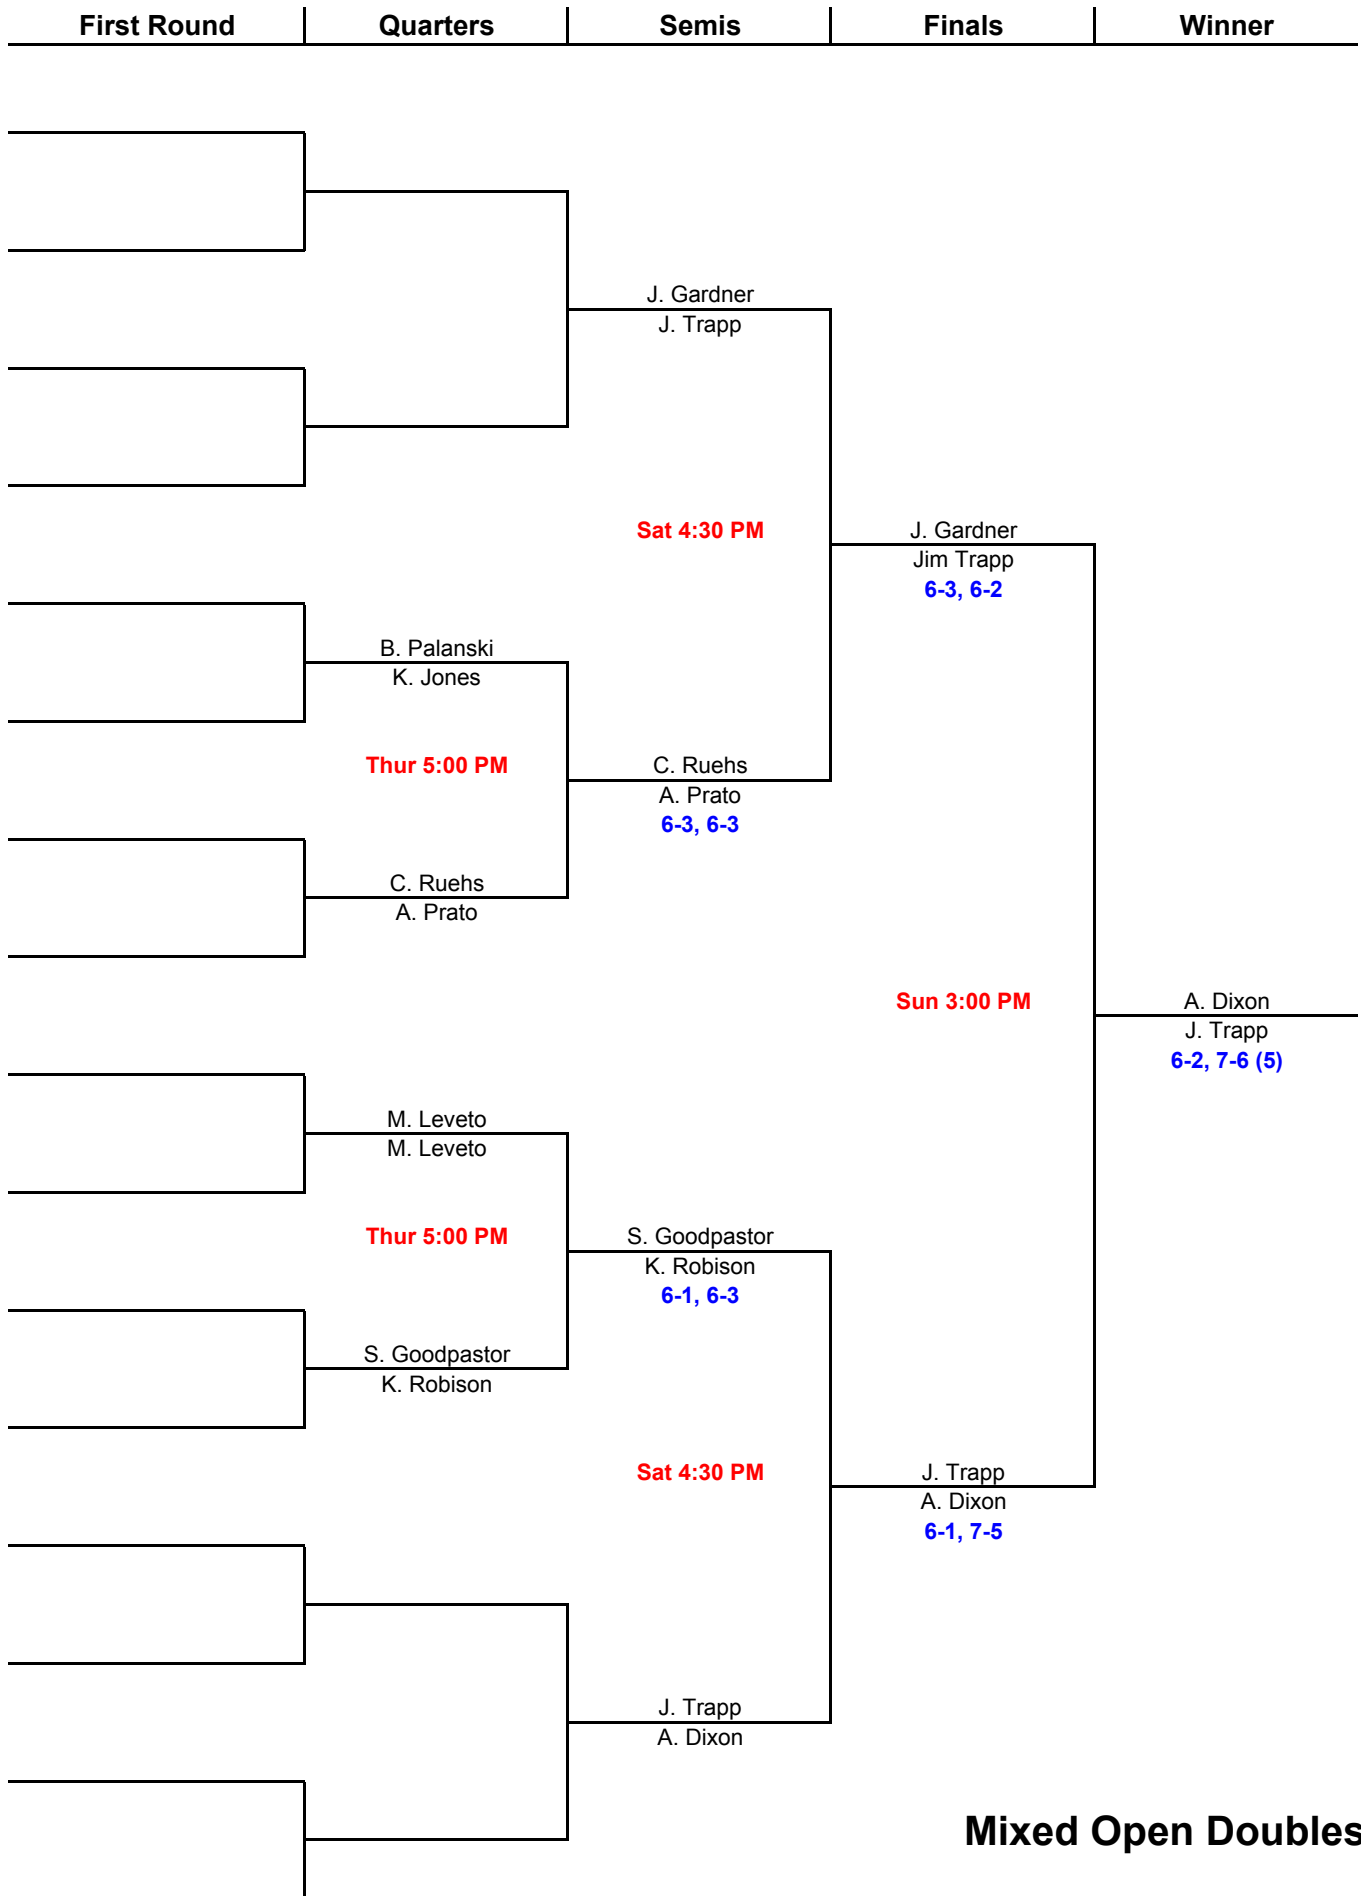 First Round Quarters Semis Finals Winner
J. Gardner
J. Trapp
Sat 4:30 PM
J. Gardner
Jim Trapp
6-3, 6-2
B. Palanski
K. Jones
Thur 5:00 PM
C. Ruehs
A. Prato
6-3, 6-3
C. Ruehs
A. Prato
Sun 3:00 PM
A. Dixon
J. Trapp
6-2, 7-6 (5)
M. Leveto
M. Leveto
Thur 5:00 PM
S. Goodpastor
K. Robison
6-1, 6-3
S. Goodpastor
K. Robison
Sat 4:30 PM
J. Trapp
A. Dixon
6-1, 7-5
J. Trapp
A. Dixon
Mixed Open Doubles